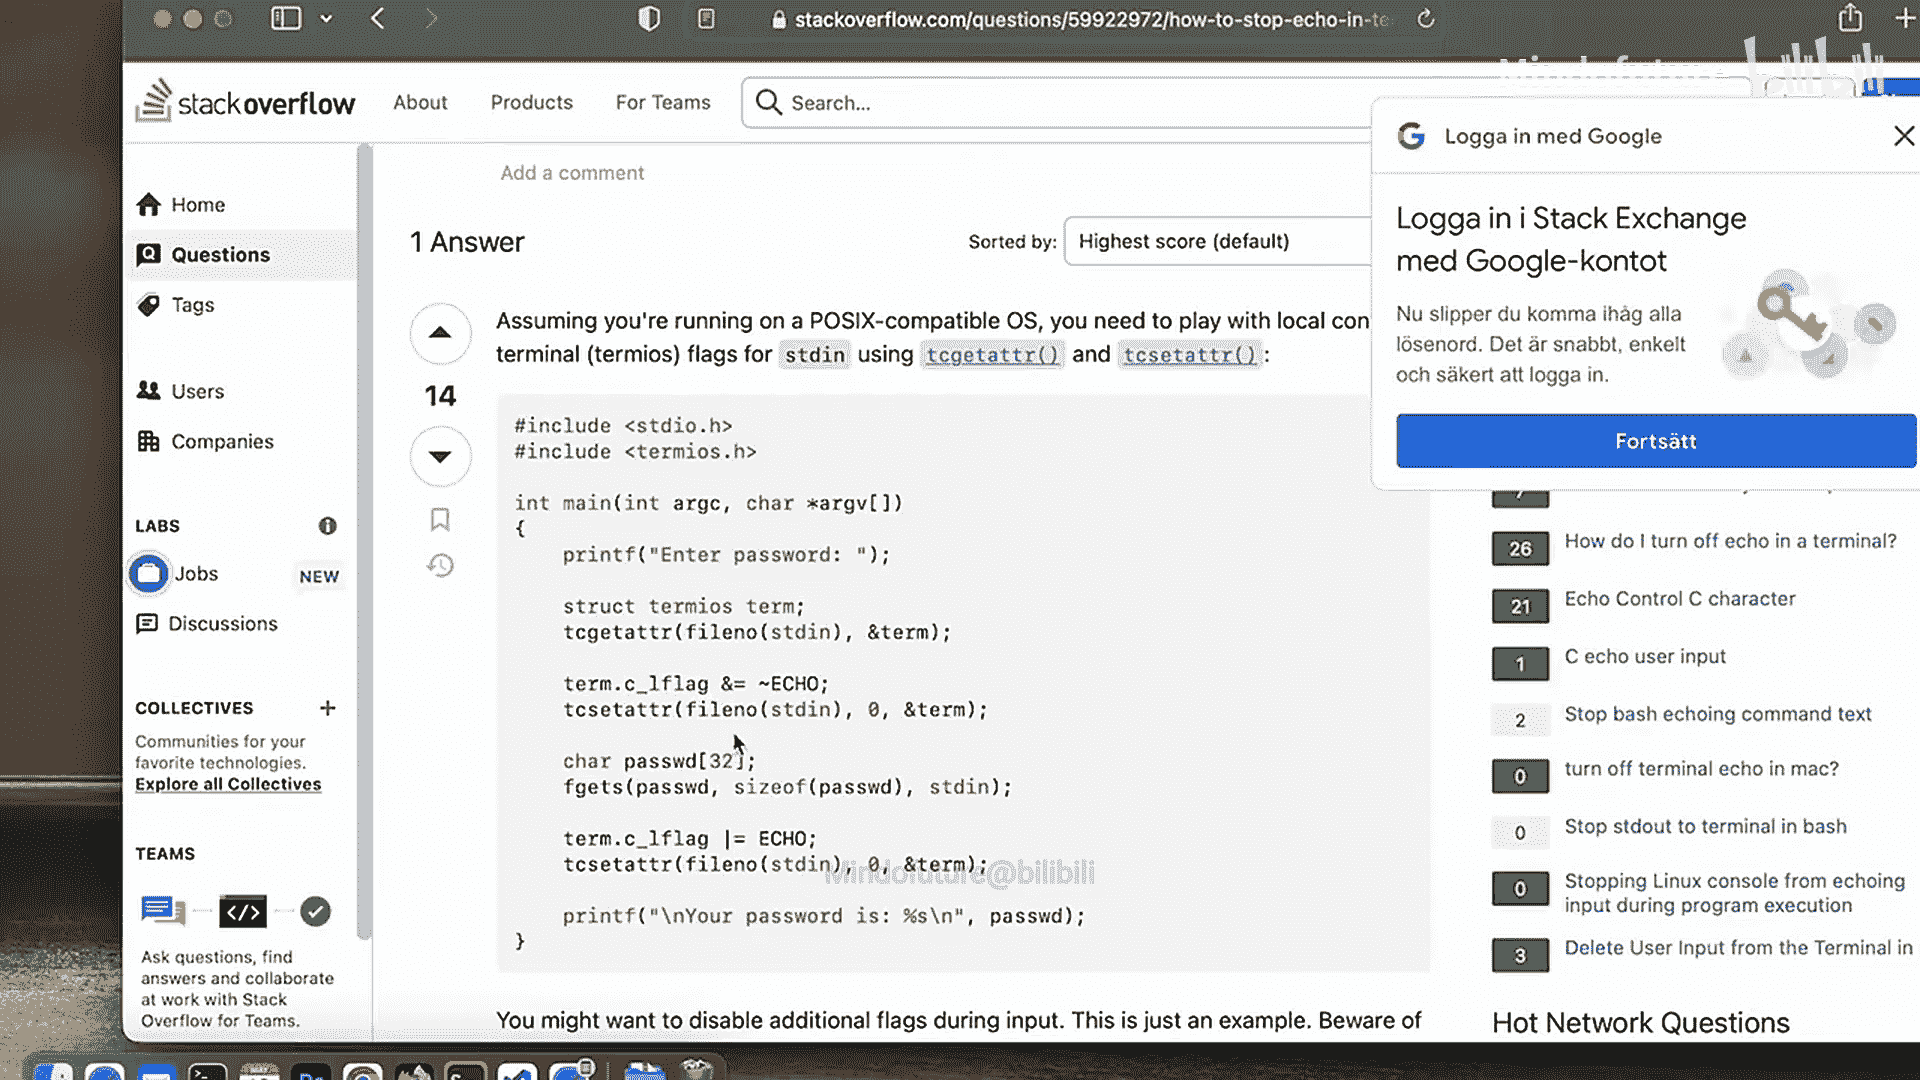 stackoverflow.com/questions/59922972/how-to-stop-echo-in-te
bilibili
stackoverflow
About
Products
For Teams
Search...
Logga in med Google
Logga in i Stack Exchange
med Google-kontot
Nu slipper du komma ihåg alla
lösenord. Det är snabbt, enkelt
och säkert att logga in.
Fortsätt
Home
Questions
Tags
Users
Companies
LABS
Jobs
NEW
Discussions
COLLECTIVES
Communities for your
favorite technologies.
Explore all Collectives
TEAMS
Ask questions, find
answers and collaborate
at work with Stack
Overflow for Teams.
Add a comment
1 Answer
Sorted by:
Highest score (default)
14
Assuming you're running on a POSIX-compatible OS, you need to play with local con
terminal (termios) flags for stdin using tcgetattr() and tcsetattr():
#include <stdio.h>
#include <termios.h>
int main(int argc, char *argv[])
{
printf("Enter password: ");
struct termios term;
tcgetattr(fileno(stdin), &term);
term.c_lflag &= ~ECHO;
tcsetattr(fileno(stdin), 0, &term);
char passwd[32];
fgets(passwd, sizeof(passwd), stdin);
term.c_lflag |= ECHO;
tcsetattr(fileno(stdin), 0, &term);
Mindofuture@bilibili
printf("\nYour password is: %s\n", passwd);
}
You might want to disable additional flags during input. This is just an example. Beware of
26 How do I turn off echo in a terminal?
21 Echo Control C character
1 C echo user input
2 Stop bash echoing command text
0 turn off terminal echo in mac?
0 Stop stdout to terminal in bash
0 Stopping Linux console from echoing
input during program execution
3 Delete User Input from the Terminal in
Hot Network Questions